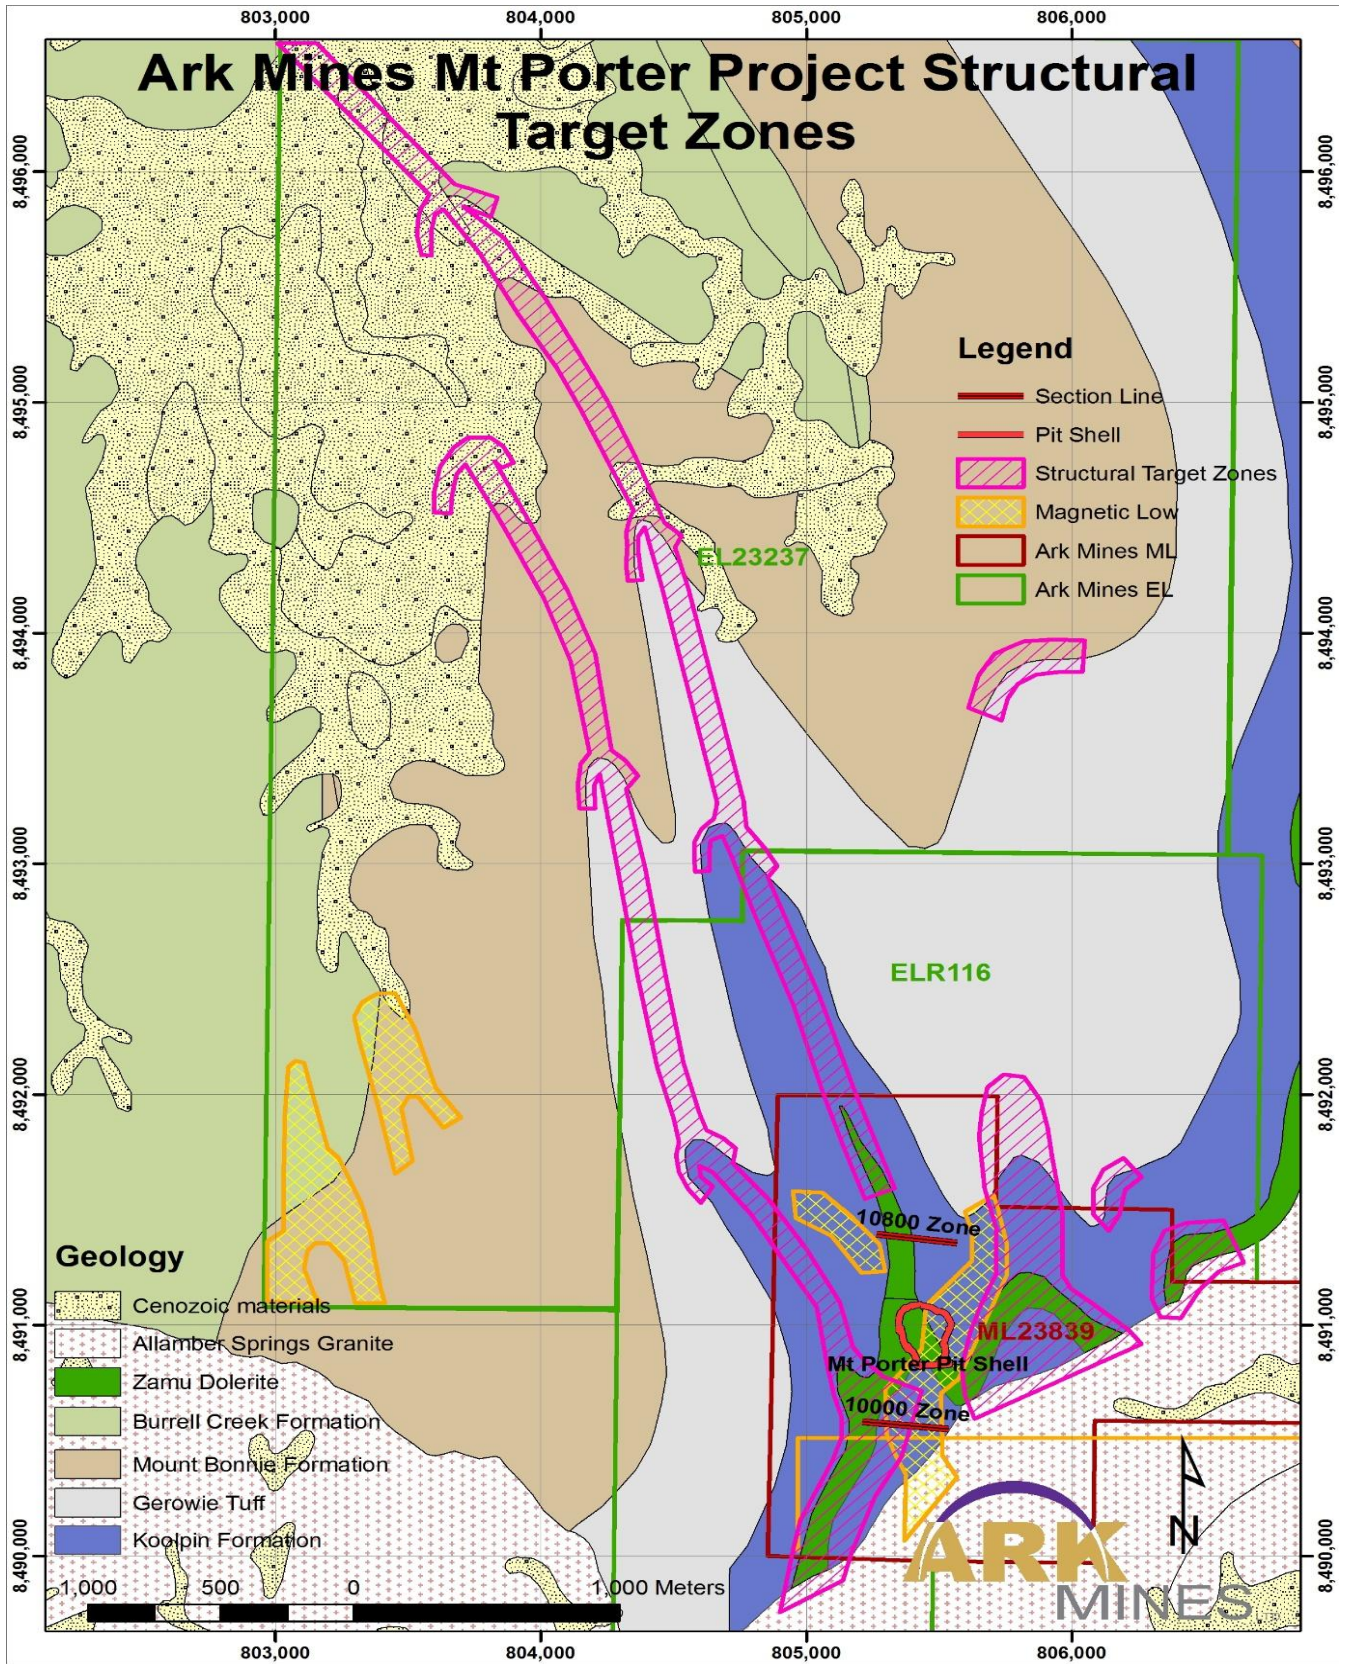 803,000
804,000
805,000
806,000
Ark Mines Mt Porter Project Structural
Target Zones
8,496,000
8,496,000
Legend
Section Line
Pit Shell
Structural Target Zones
Magnetic Low
Ark Mines ML
Ark Mines EL
8,495,000
8,495,000
EL23237
8,494,000
8,494,000
8,493,000
8,493,000
ELR116
8,492,000
8,492,000
10800 Zone
ML23839
Mt Porter Pit Shell
10000 Zone
8,491,000
8,491,000
Geology
Cenozoic materials
Allamber Springs Granite
Zamu Dolerite
Burrell Creek Formation
Mount Bonnie Formation
Gerowie Tuff
Koolpin Formation
8,490,000
8,490,000
1,000 500 0 1,000 Meters
N
ARK
MINES
803,000
804,000
805,000
806,000